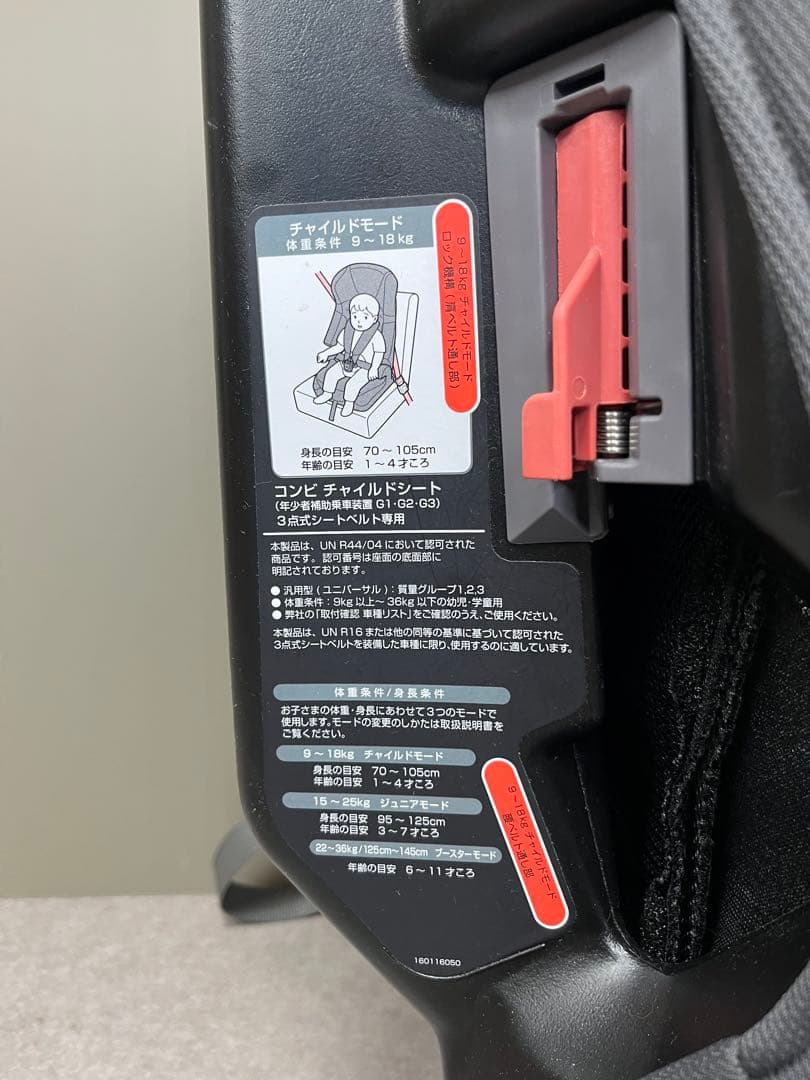 チャイルドモード
体重条件 9～18kg
9～18kg チャイルドモード
ロック機構(肩ベルト通し部)
身長の目安 70～105cm
年齢の目安 1～4才ころ
コンビ チャイルドシート
(年少者補助乗車装置 G1・G2・G3)
3点式シートベルト専用
本製品は、UN R44/04 において認可された
商品です。認可番号は座面の底面部に
明記されております。
● 汎用型(ユニバーサル):質量グループ1,2,3
● 体重条件:9kg 以上～36kg 以下の幼児・学童用
● 弊社の「取付確認 車種リスト」をご確認のうえ、ご使用ください。
本製品は、UN R16 または他の同等の基準に基づいて認可された
3点式シートベルトを装備した車種に限り、使用するのに適しています。
体重条件/身長条件
お子さまの体重・身長にあわせて3つのモードで
使用します。モードの変更のしかたは取扱説明書を
ご覧ください。
9～18kg チャイルドモード
身長の目安 70～105cm
年齢の目安 1～4才ころ
15～25kg ジュニアモード
身長の目安 95～125cm
年齢の目安 3～7才ころ
22～36kg/125cm～145cm ブースターモード
年齢の目安 6～11才ころ
9～18kg チャイルドモード
腰ベルト通し部
160116050